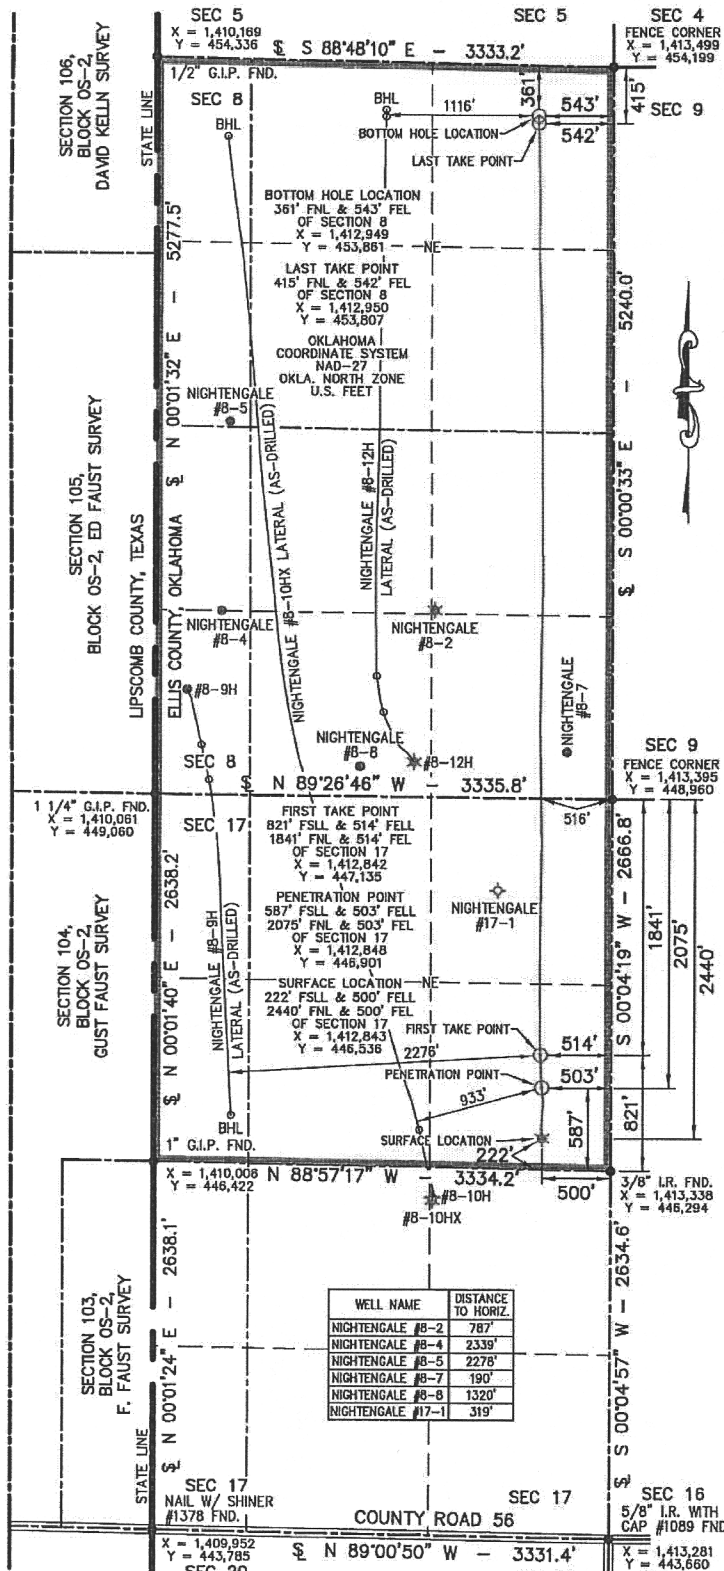 SEC 5
X = 1,410,169
Y = 454,336
S 88°48'10" E - 3333.2'
SEC 5
SEC 4
FENCE CORNER
X = 1,413,499
Y = 454,199
1/2" G.I.P. FND.
SEC 8
BHL
BHL
1116'
361'
543'
542'
415'
SEC 9
BOTTOM HOLE LOCATION
LAST TAKE POINT
SECTION 106,
BLOCK OS-2,
DAVID KELLN SURVEY
STATE LINE
BOTTOM HOLE LOCATION
361' FNL & 543' FEL
OF SECTION 8
X = 1,412,949
Y = 453,861
NE
LAST TAKE POINT
415' FNL & 542' FEL
OF SECTION 8
X = 1,412,950
Y = 453,807
OKLAHOMA
COORDINATE SYSTEM
NAD-27
OKLA. NORTH ZONE
U.S. FEET
N 00°01'32" E - 5277.5'
S 00°00'33" E - 5240.0'
NIGHTENGALE
#8-5
NIGHTENGALE #8-10HX LATERAL (AS-DRILLED)
NIGHTENGALE #8-12H
LATERAL (AS-DRILLED)
SECTION 105,
BLOCK OS-2, ED FAUST SURVEY
LIPSCOMB COUNTY, TEXAS
ELLIS COUNTY, OKLAHOMA
NIGHTENGALE
#8-4
NIGHTENGALE
#8-2
#8-9H
NIGHTENGALE
#8-7
NIGHTENGALE
#8-8
#8-12H
SEC 8
N 89°26'46" W - 3335.8'
SEC 9
FENCE CORNER
X = 1,413,395
Y = 448,960
1 1/4" G.I.P. FND.
X = 1,410,061
Y = 449,060
SEC 17
516'
FIRST TAKE POINT
821' FSLL & 514' FELL
1841' FNL & 514' FEL
OF SECTION 17
X = 1,412,842
Y = 447,135
PENETRATION POINT
587' FSLL & 503' FELL
2075' FNL & 503' FEL
OF SECTION 17
X = 1,412,848
Y = 446,901
SURFACE LOCATION
222' FSLL & 500' FELL
2440' FNL & 500' FEL
OF SECTION 17
X = 1,412,843
Y = 446,536
NIGHTENGALE
#17-1
NE
N 00°01'40" E - 2638.2'
NIGHTENGALE #8-9H
LATERAL (AS-DRILLED)
S 00°04'19" W - 2666.8'
1841'
2075'
2440'
SECTION 104,
BLOCK OS-2,
GUST FAUST SURVEY
FIRST TAKE POINT
2276'
514'
PENETRATION POINT
503'
933'
587'
821'
BHL
SURFACE LOCATION
222'
1" G.I.P. FND.
X = 1,410,006
Y = 446,422
N 88°57'17" W - 3334.2'
500'
3/8" I.R. FND.
X = 1,413,338
Y = 446,294
#8-10H
#8-10HX
N 00°01'24" E - 2638.1'
S 00°04'57" W - 2634.6'
SECTION 103,
BLOCK OS-2,
F. FAUST SURVEY
STATE LINE
WELL NAME DISTANCE TO HORIZ.
NIGHTENGALE #8-2 787'
NIGHTENGALE #8-4 2339'
NIGHTENGALE #8-5 2278'
NIGHTENGALE #8-7 190'
NIGHTENGALE #8-8 1320'
NIGHTENGALE #17-1 319'
SEC 17
NAIL W/ SHINER
#1378 FND.
SEC 17
SEC 16
5/8" I.R. WITH
CAP #1089 FND
COUNTY ROAD 56
X = 1,409,952
Y = 443,785
N 89°00'50" W - 3331.4'
X = 1,413,281
Y = 443,660